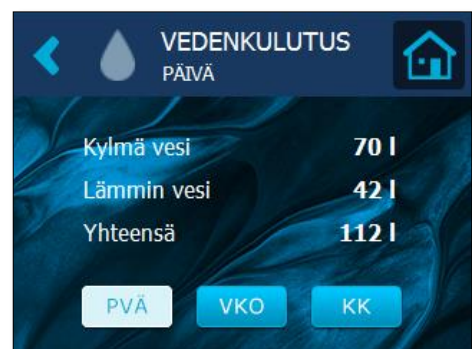 VEDENKULUTUS
PÄIVÄ
Kylmä vesi 70 l
Lämmin vesi 42 l
Yhteensä 112 l
PVÄ VKO KK